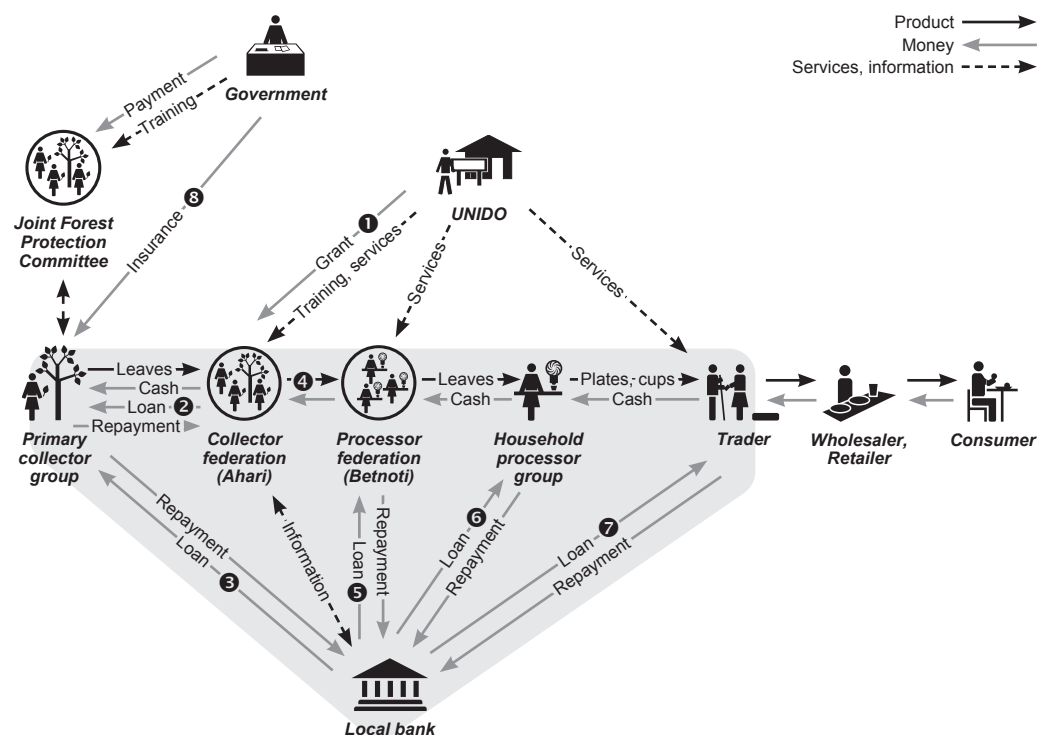 Product
Money
Services, information
Government
Payment
Training
Joint Forest
Protection
Committee
Insurance 8
UNIDO
Grant 1
Training, services
Services
Services
Leaves
Cash
Loan 2
Repayment
4
Leaves
Cash
Plates, cups
Cash
Primary
collector
group
Collector
federation
(Ahari)
Processor
federation
(Betnoti)
Household
processor
group
Trader
Wholesaler,
Retailer
Consumer
Repayment
Loan 3
Information
Loan 5
Repayment
Loan 6
Repayment
Loan 7
Repayment
Local bank